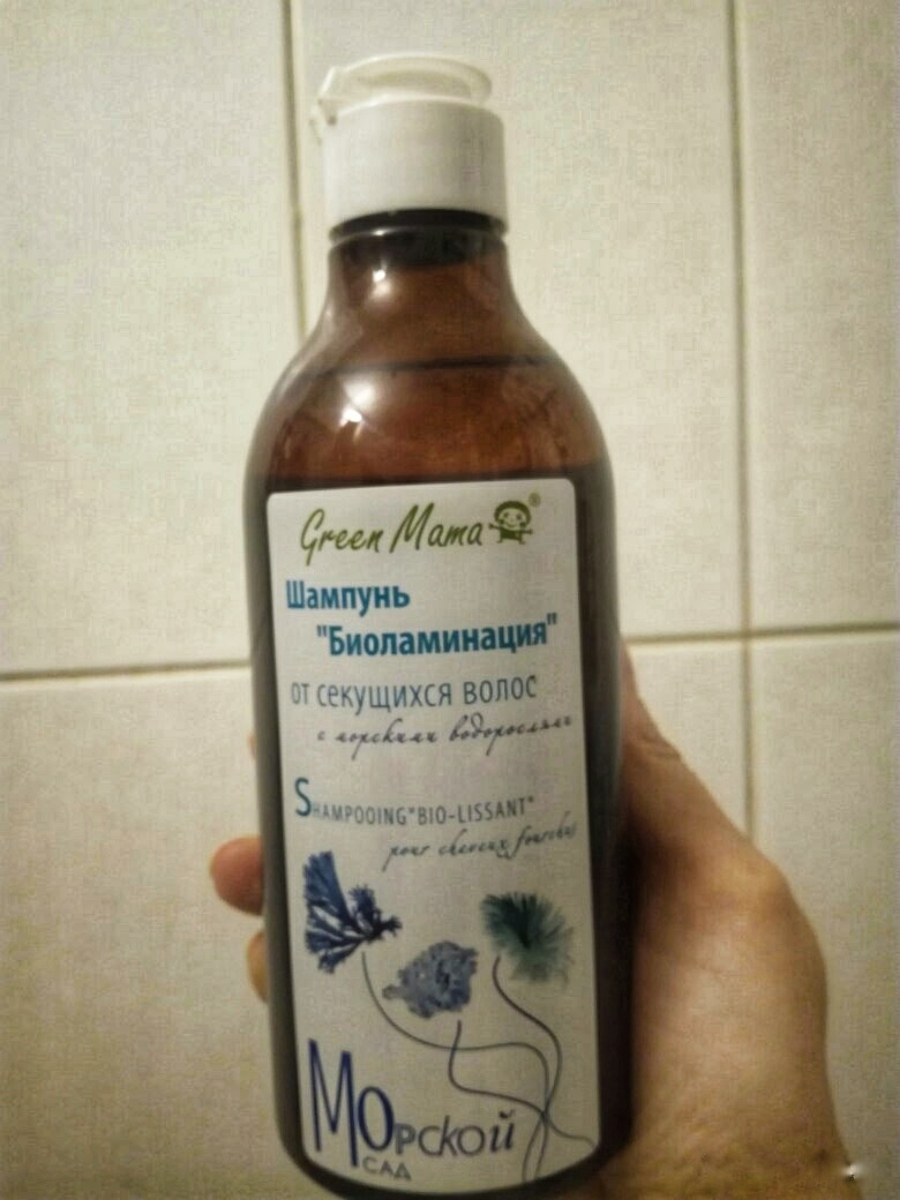 Green Mama ®
Шампунь
"Биоламинация"
от секущихся волос
с морскими водорослями
SHAMPOOING "BIO-LISSANT"
pour cheveux fourchus
Морской
САД